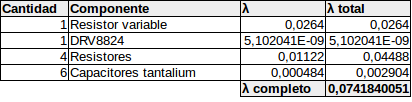 Cantidad Componente λ λ total
1 Resistor variable 0,0264 0,0264
1 DRV8824 5,102041E-09 5,102041E-09
4 Resistores 0,01122 0,04488
6 Capacitores tantalium 0,000484 0,002904
λ completo 0,0741840051